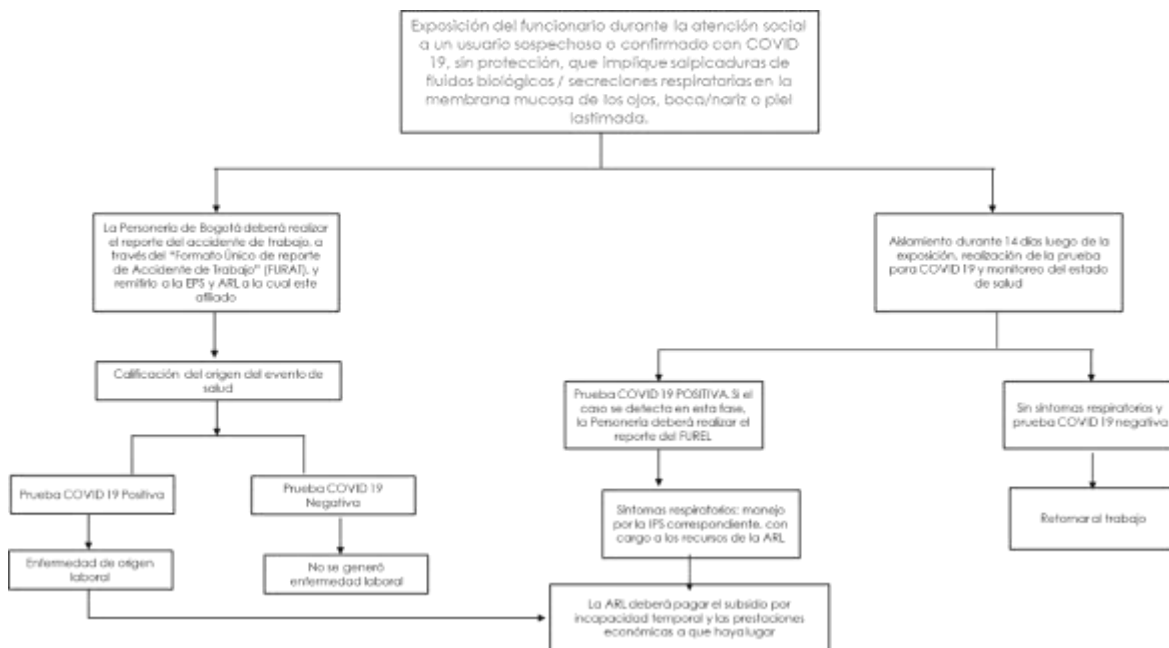 Exposición del funcionario durante la atención social
a un usuario sospechoso o confirmado con COVID
19, sin protección, que implique salpicaduras de
fluidos biológicos / secreciones respiratorias en la
membrana mucosa de los ojos, boca/nariz o piel
lastimada.
La Personería de Bogotá deberá realizar
el reporte del accidente de trabajo, a
través del "Formato Único de reporte
de Accidente de Trabajo" (FURAT), y
remitirlo a la EPS y ARL a la cual este
afiliado
Aislamiento durante 14 días luego de la
exposición, realización de la prueba
para COVID 19 y monitoreo del estado
de salud
Calificación del origen del evento de
salud
Prueba COVID 19 POSITIVA. Si el
caso se detecta en esta fase,
la Personería deberá realizar el
reporte del FUREL
Sin síntomas respiratorios y
prueba COVID 19 negativa
Prueba COVID 19 Positiva
Prueba COVID 19
Negativa
Síntomas respiratorios: manejo
por la IPS correspondiente, con
cargo a los recursos de la ARL
Retornar al trabajo
Enfermedad de origen
laboral
No se generó
enfermedad laboral
La ARL deberá pagar el subsidio por
incapacidad temporal y las prestaciones
económicas a que haya lugar